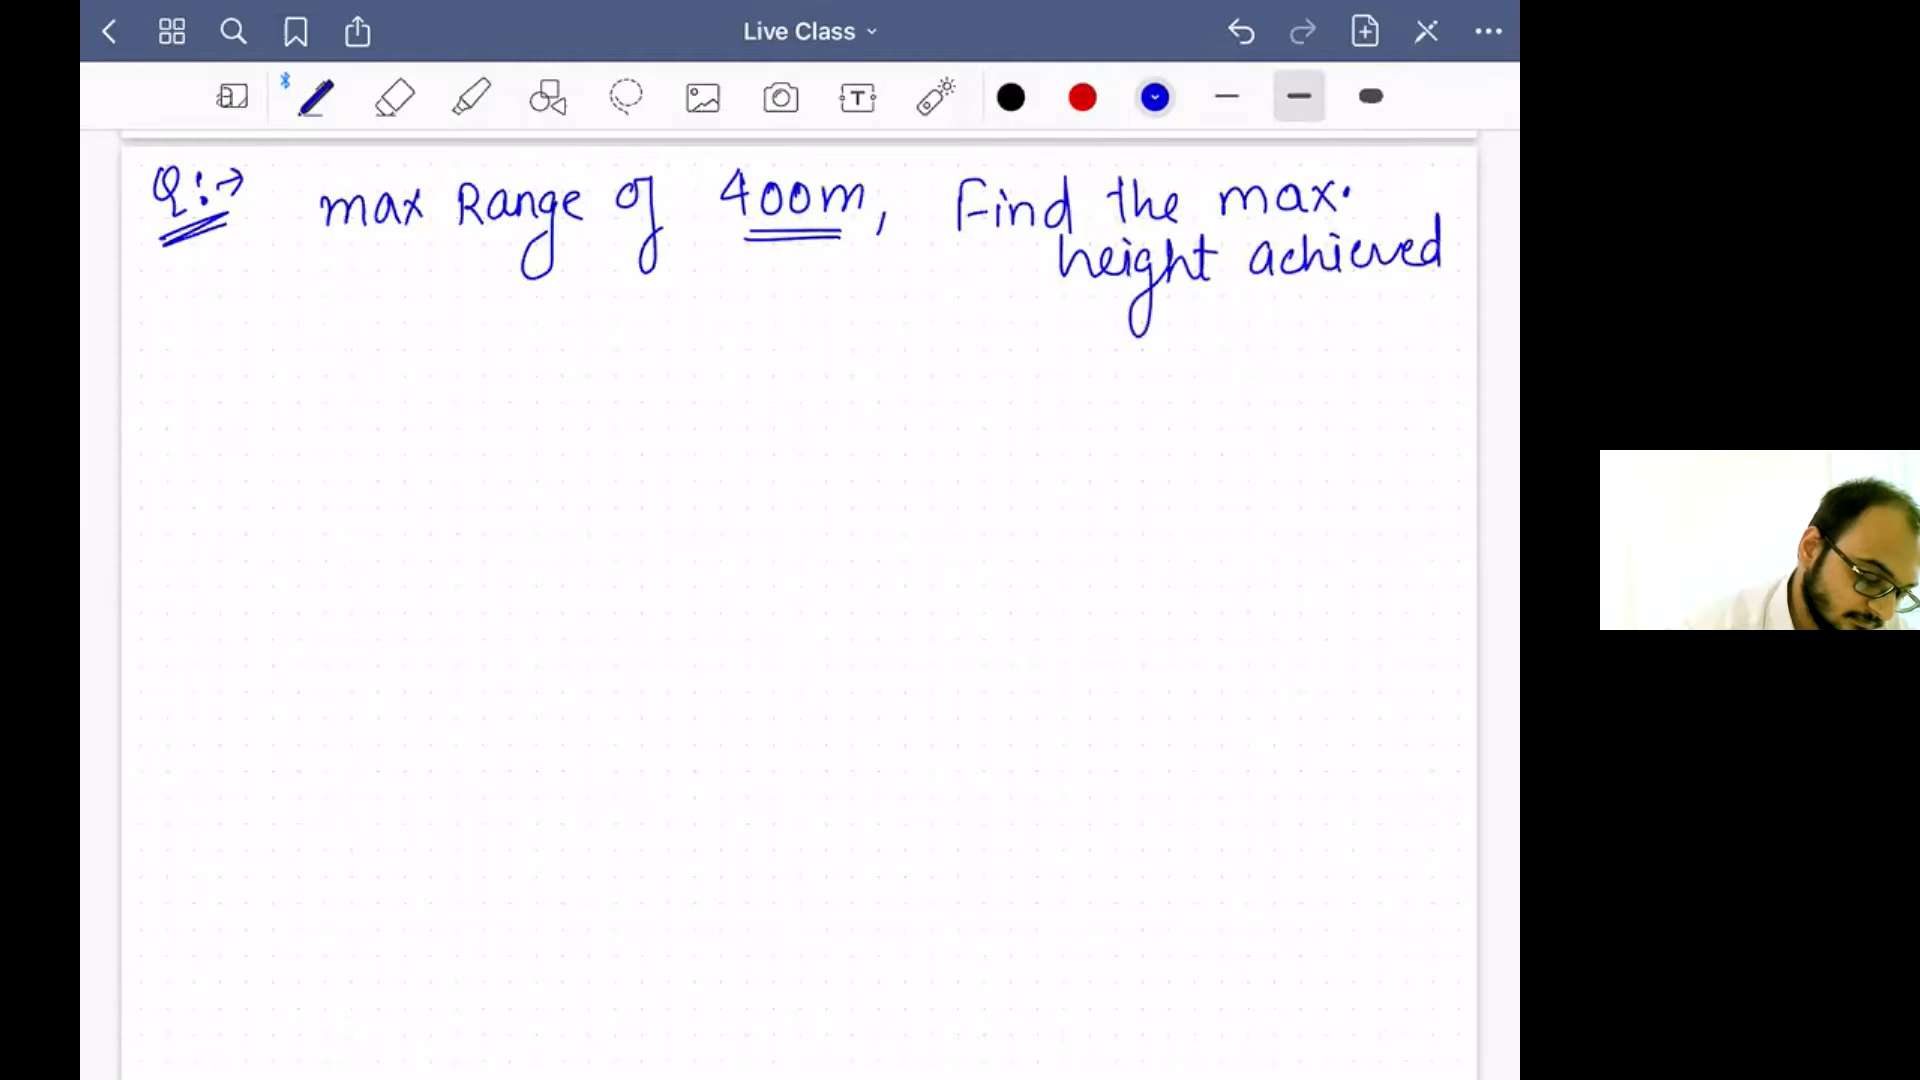 Live Class
Q:→ max Range of 400m, Find the max.
height achieved